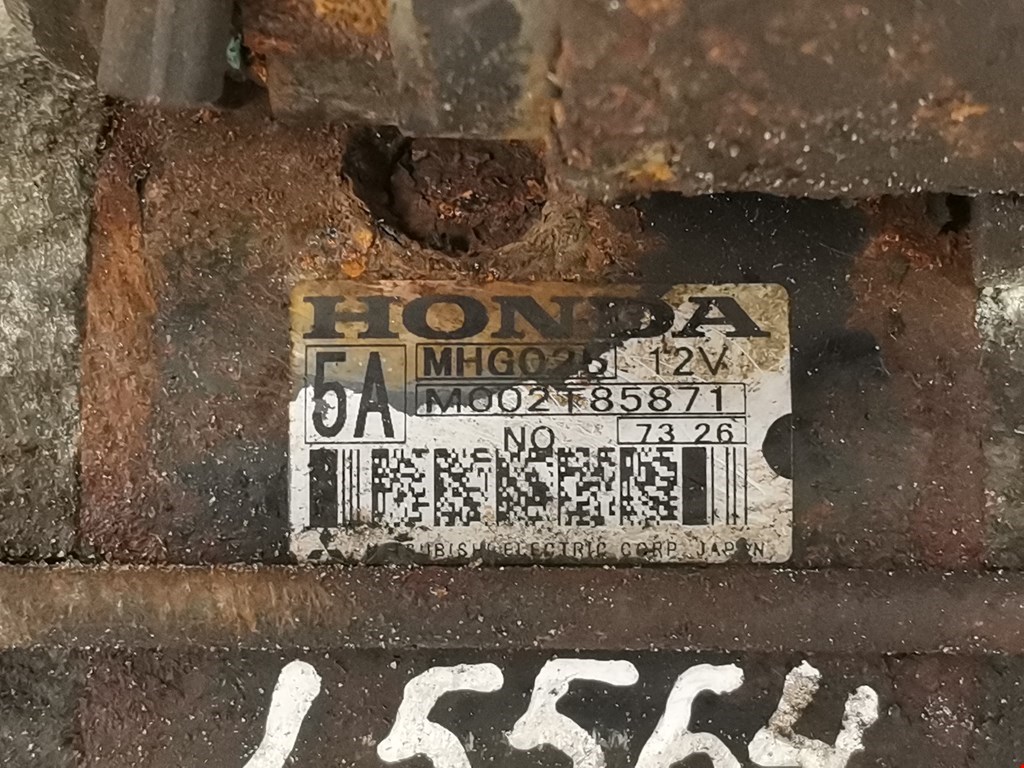 HONDA
5A MHG025 12V
M002T85871
NO 73 26
MITSUBISHI ELECTRIC CORP. JAPAN
15564